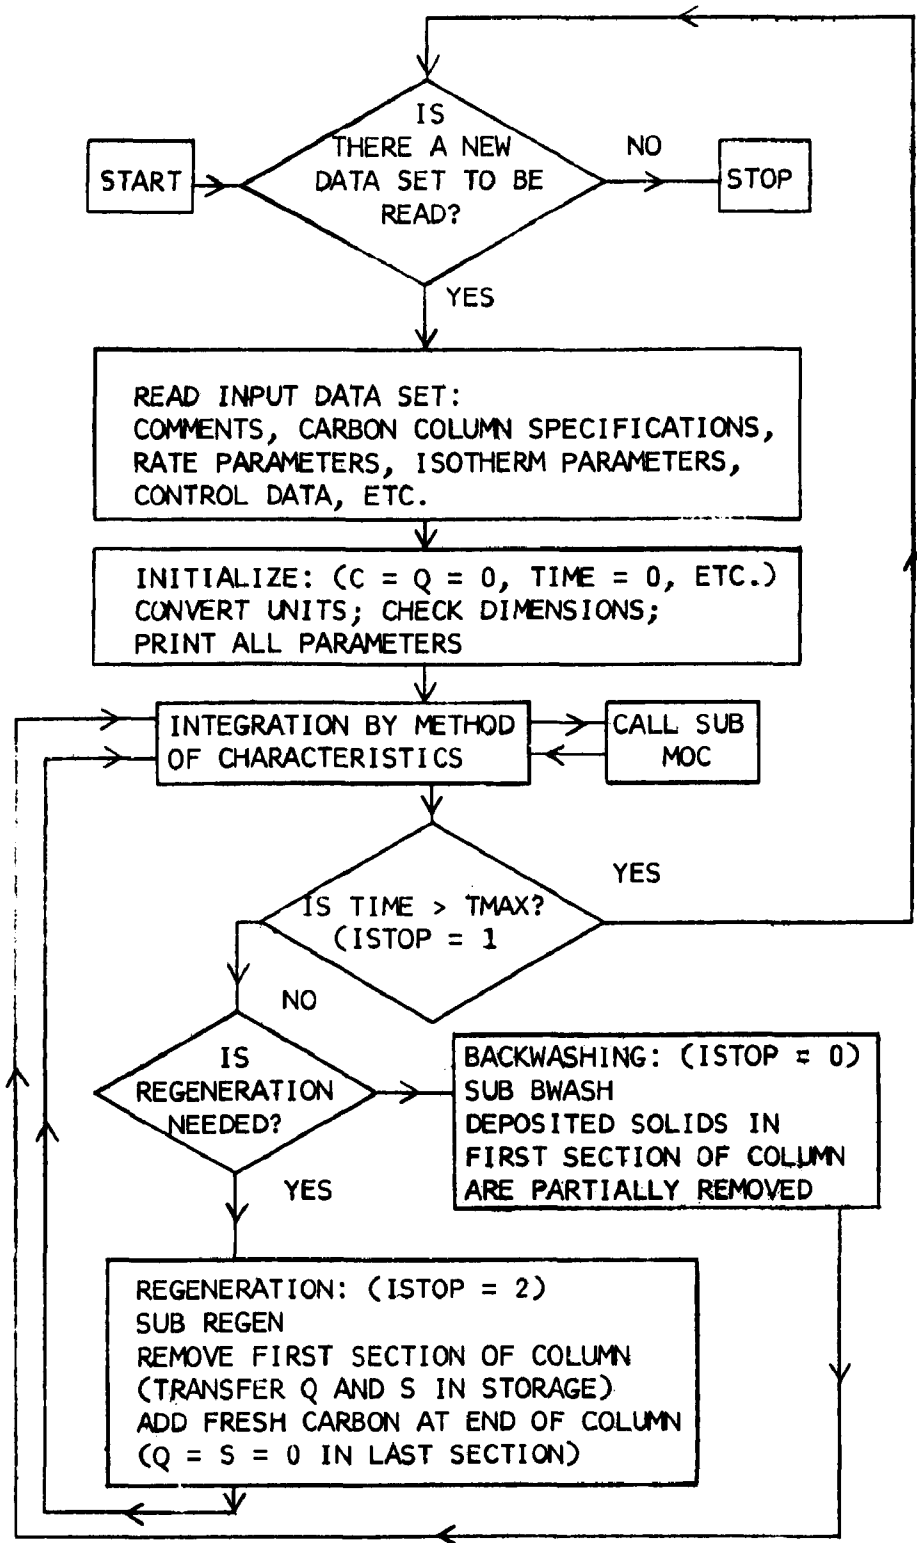 IS
THERE A NEW
DATA SET TO BE
READ?
START
NO
STOP
YES
READ INPUT DATA SET:
COMMENTS, CARBON COLUMN SPECIFICATIONS,
RATE PARAMETERS, ISOTHERM PARAMETERS,
CONTROL DATA, ETC.
INITIALIZE: (C = Q = 0, TIME = 0, ETC.)
CONVERT UNITS; CHECK DIMENSIONS;
PRINT ALL PARAMETERS
INTEGRATION BY METHOD
OF CHARACTERISTICS
CALL SUB
MOC
YES
IS TIME > TMAX?
(ISTOP = 1
NO
IS
REGENERATION
NEEDED?
BACKWASHING: (ISTOP = 0)
SUB BWASH
DEPOSITED SOLIDS IN
FIRST SECTION OF COLUMN
ARE PARTIALLY REMOVED
YES
REGENERATION: (ISTOP = 2)
SUB REGEN
REMOVE FIRST SECTION OF COLUMN
(TRANSFER Q AND S IN STORAGE)
ADD FRESH CARBON AT END OF COLUMN
(Q = S = 0 IN LAST SECTION)